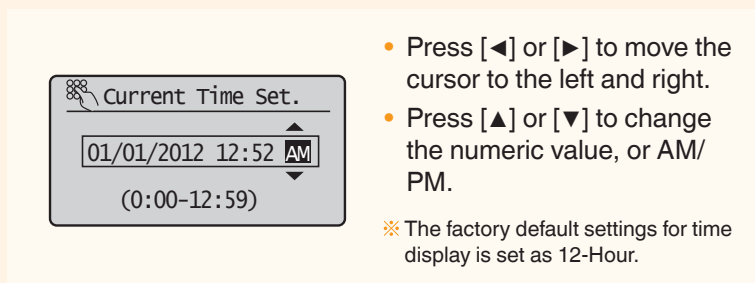 Current Time Set.
01/01/2012 12:52 AM
(0:00-12:59)
• Press [◀] or [▶] to move the
cursor to the left and right.
• Press [▲] or [▼] to change
the numeric value, or AM/
PM.
※ The factory default settings for time
display is set as 12-Hour.